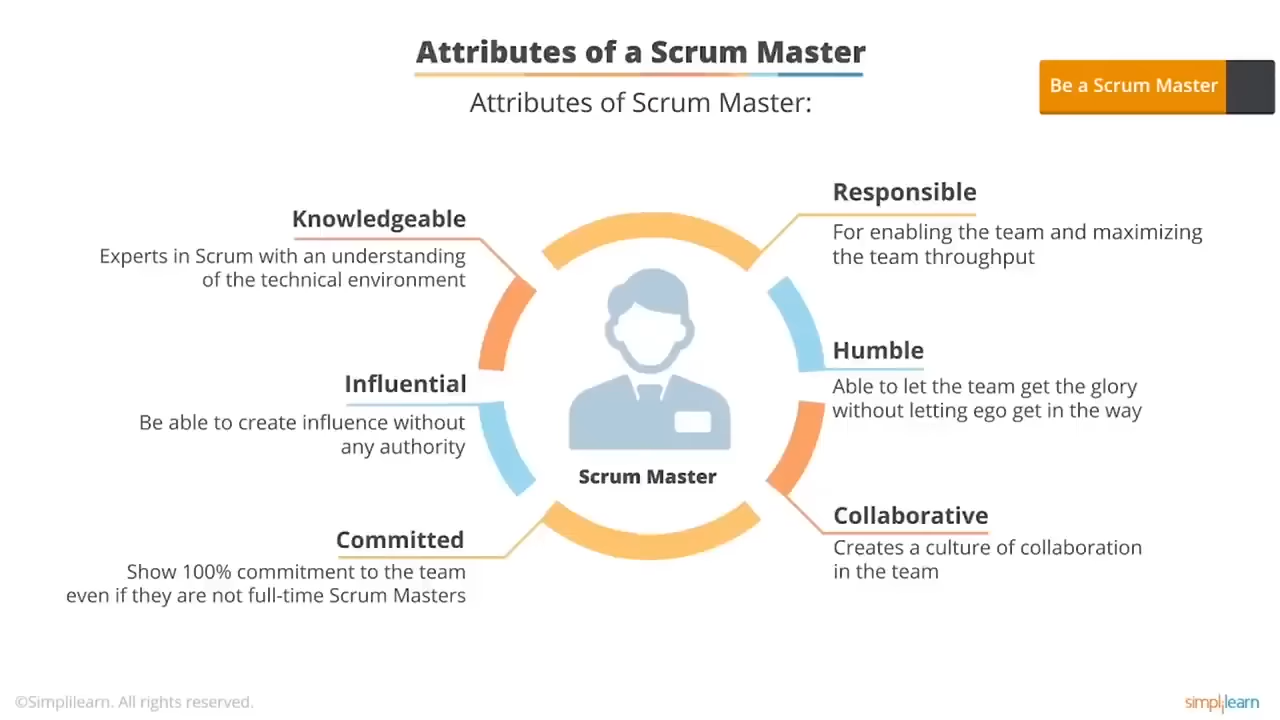 Attributes of a Scrum Master
Attributes of Scrum Master:
Be a Scrum Master
Knowledgeable
Experts in Scrum with an understanding
of the technical environment
Influential
Be able to create influence without
any authority
Committed
Show 100% commitment to the team
even if they are not full-time Scrum Masters
Scrum Master
Responsible
For enabling the team and maximizing
the team throughput
Humble
Able to let the team get the glory
without letting ego get in the way
Collaborative
Creates a culture of collaboration
in the team
©Simplilearn. All rights reserved.
simplilearn